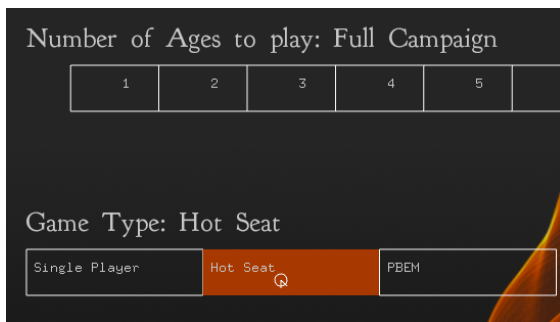 Number of Ages to play: Full Campaign
1 2 3 4 5
Game Type: Hot Seat
Single Player Hot Seat PBEM